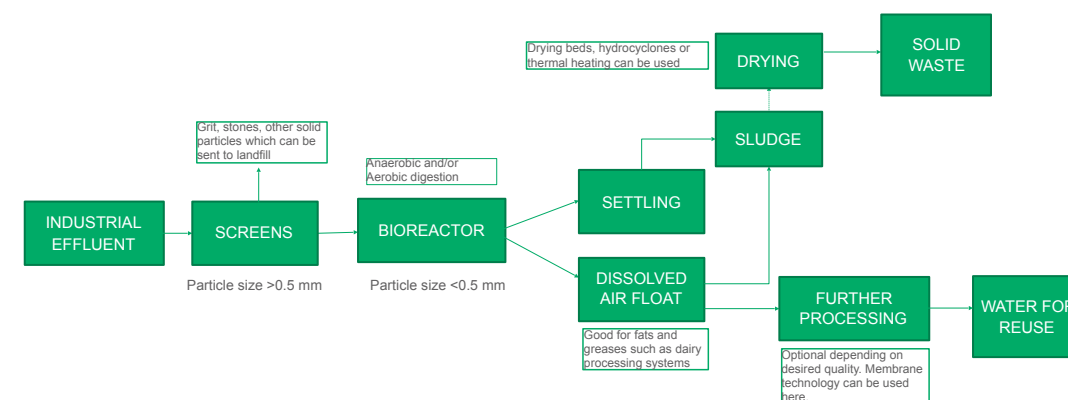 Drying beds, hydrocyclones or
thermal heating can be used
DRYING
SOLID
WASTE
Grit, stones, other solid
particles which can be
sent to landfill
SLUDGE
Anaerobic and/or
Aerobic digestion
INDUSTRIAL
EFFLUENT
SCREENS
BIOREACTOR
SETTLING
Particle size >0.5 mm
Particle size <0.5 mm
DISSOLVED
AIR FLOAT
FURTHER
PROCESSING
WATER FOR
REUSE
Good for fats and
greases such as dairy
processing systems
Optional depending on
desired quality. Membrane
technology can be used
here.